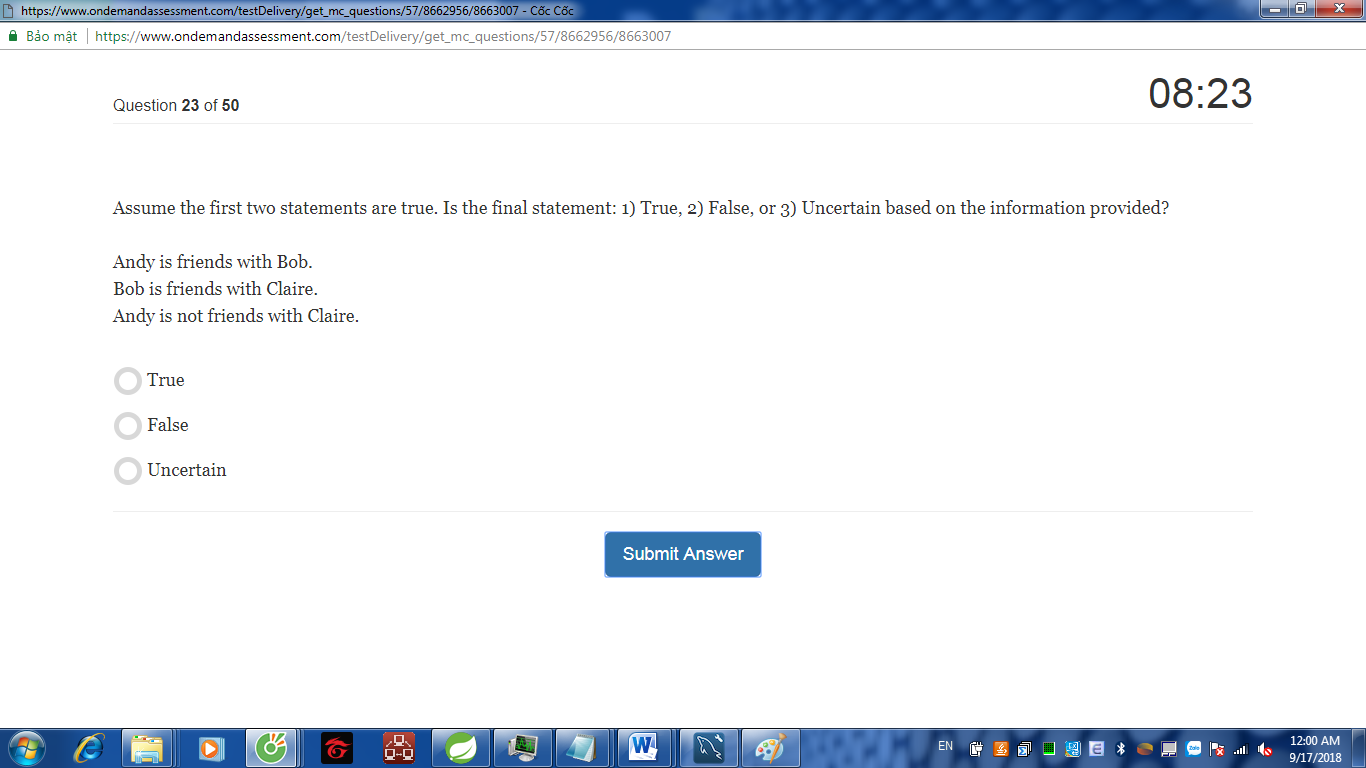 https://www.ondemandassessment.com/testDelivery/get_mc_questions/57/8662956/8663007 - Cốc Cốc
Bảo mật https://www.ondemandassessment.com/testDelivery/get_mc_questions/57/8662956/8663007
Question 23 of 50
08:23
Assume the first two statements are true. Is the final statement: 1) True, 2) False, or 3) Uncertain based on the information provided?
Andy is friends with Bob.
Bob is friends with Claire.
Andy is not friends with Claire.
True
False
Uncertain
Submit Answer
EN
12:00 AM
9/17/2018